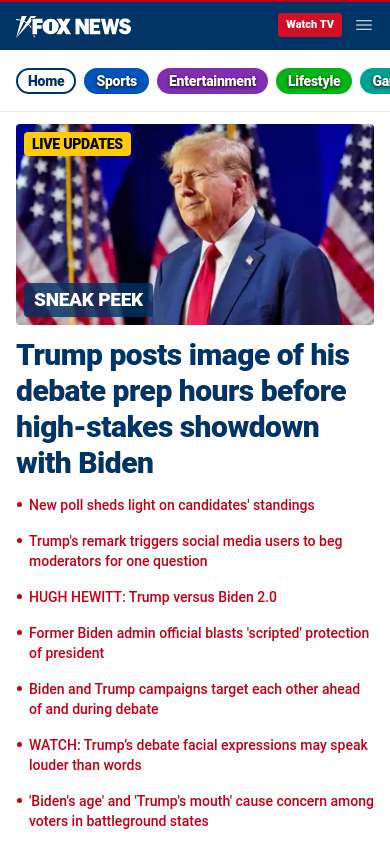 FOX NEWS
Watch TV
Home
Sports
Entertainment
Lifestyle
LIVE UPDATES
SNEAK PEEK
Trump posts image of his
debate prep hours before
high-stakes showdown
with Biden
New poll sheds light on candidates' standings
Trump's remark triggers social media users to beg
moderators for one question
HUGH HEWITT: Trump versus Biden 2.0
Former Biden admin official blasts 'scripted' protection
of president
Biden and Trump campaigns target each other ahead
of and during debate
WATCH: Trump’s debate facial expressions may speak
louder than words
'Biden's age' and 'Trump's mouth' cause concern among
voters in battleground states